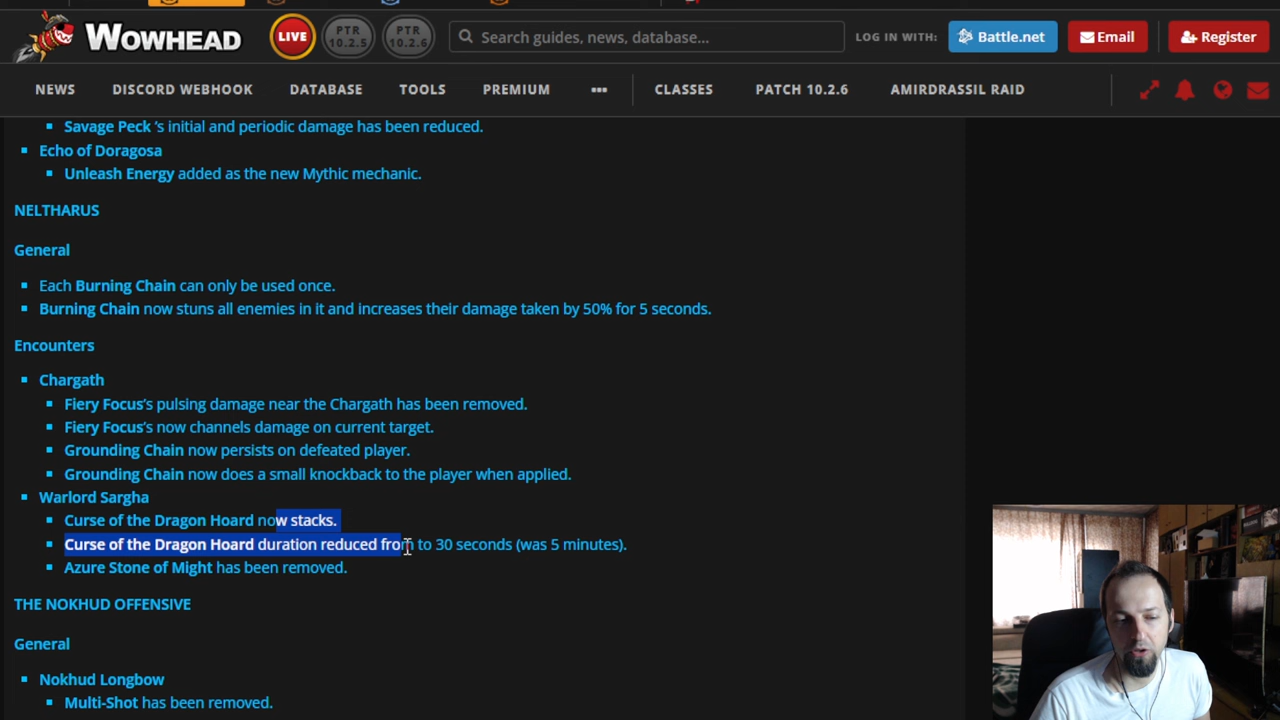 WOWHEAD
LIVE
PTR 10.2.5
PTR 10.2.6
Search guides, news, database...
LOG IN WITH:
Battle.net
Email
Register
NEWS
DISCORD WEBHOOK
DATABASE
TOOLS
PREMIUM
•••
CLASSES
PATCH 10.2.6
AMIRDRASSIL RAID
Savage Peck 's initial and periodic damage has been reduced.
Echo of Doragosa
Unleash Energy added as the new Mythic mechanic.
NELTHARUS
General
Each Burning Chain can only be used once.
Burning Chain now stuns all enemies in it and increases their damage taken by 50% for 5 seconds.
Encounters
Chargath
Fiery Focus's pulsing damage near the Chargath has been removed.
Fiery Focus's now channels damage on current target.
Grounding Chain now persists on defeated player.
Grounding Chain now does a small knockback to the player when applied.
Warlord Sargha
Curse of the Dragon Hoard now stacks.
Curse of the Dragon Hoard duration reduced from to 30 seconds (was 5 minutes).
Azure Stone of Might has been removed.
THE NOKHUD OFFENSIVE
General
Nokhud Longbow
Multi-Shot has been removed.